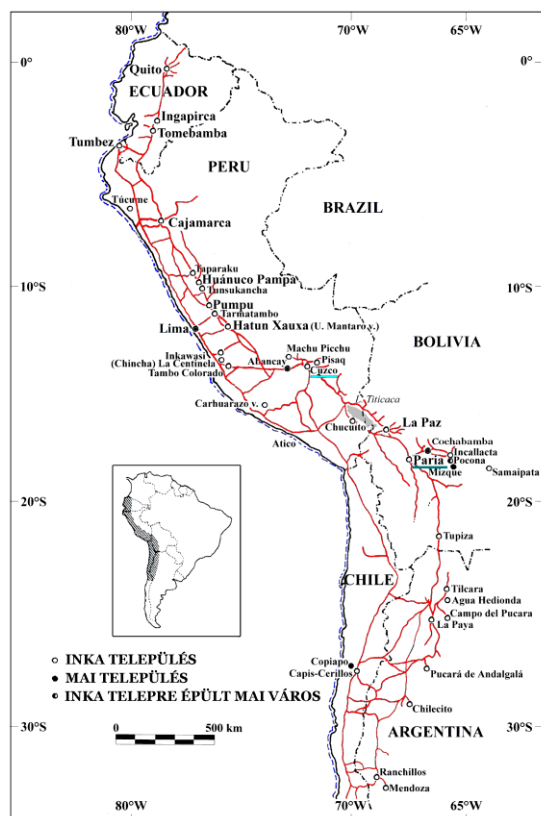 80°W
70°W
65°W
0°
Quito
ECUADOR
Ingapirca
Tomebamba
Tumbez
PERU
Túcume
BRAZIL
Cajamarca
Taparaku
Huánuco Pampa
10°S
10°S
Tunsukancha
Pumpu
Tarmatambo
Lima
Hatun Xauxa (U. Mantaro v.)
BOLIVIA
Inkawasi
Machu Picchu
(Chincha) La Centinela
Abancay
Pisaq
Tambo Colorado
Cuzco
L. Titicaca
Carhuarazo v.
Chucuito
La Paz
Atico
Cochabamba
Incallacta
Paria
Pocona
Mizque
Samaipata
20°S
20°S
Tupiza
CHILE
Tilcara
Agua Hedionda
Campo del Pucara
La Paya
INKA TELEPÜLÉS
Copiapo
MAI TELEPÜLÉS
Capis-Cerillos
Pucará de Andalgalá
INKA TELEPRE ÉPÜLT MAI VÁROS
Chilecito
30°S
30°S
0
500 km
ARGENTINA
Ranchillos
Mendoza
80°W
70°W
65°W